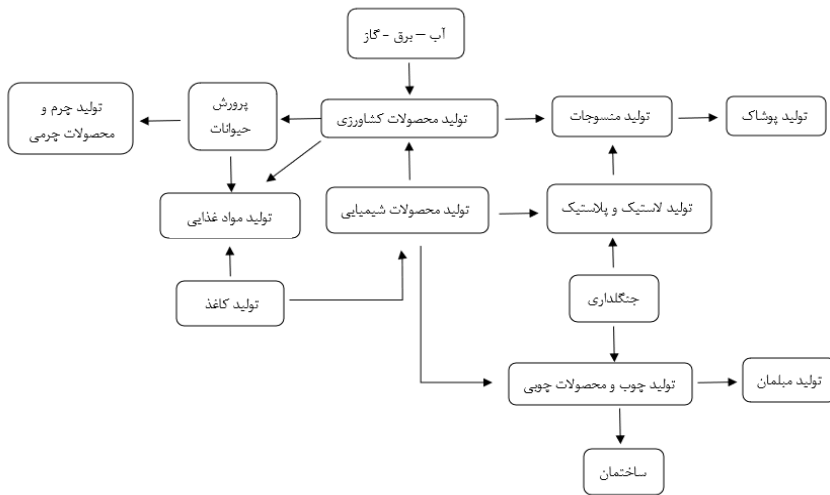 آب – برق - گاز
تولید چرم و
محصولات چرمی
پرورش
حیوانات
تولید محصولات کشاورزی
تولید منسوجات
تولید پوشاک
تولید مواد غذایی
تولید محصولات شیمیایی
تولید لاستیک و پلاستیک
تولید کاغذ
جنگلداری
تولید چوب و محصولات چوبی
تولید مبلمان
ساختمان